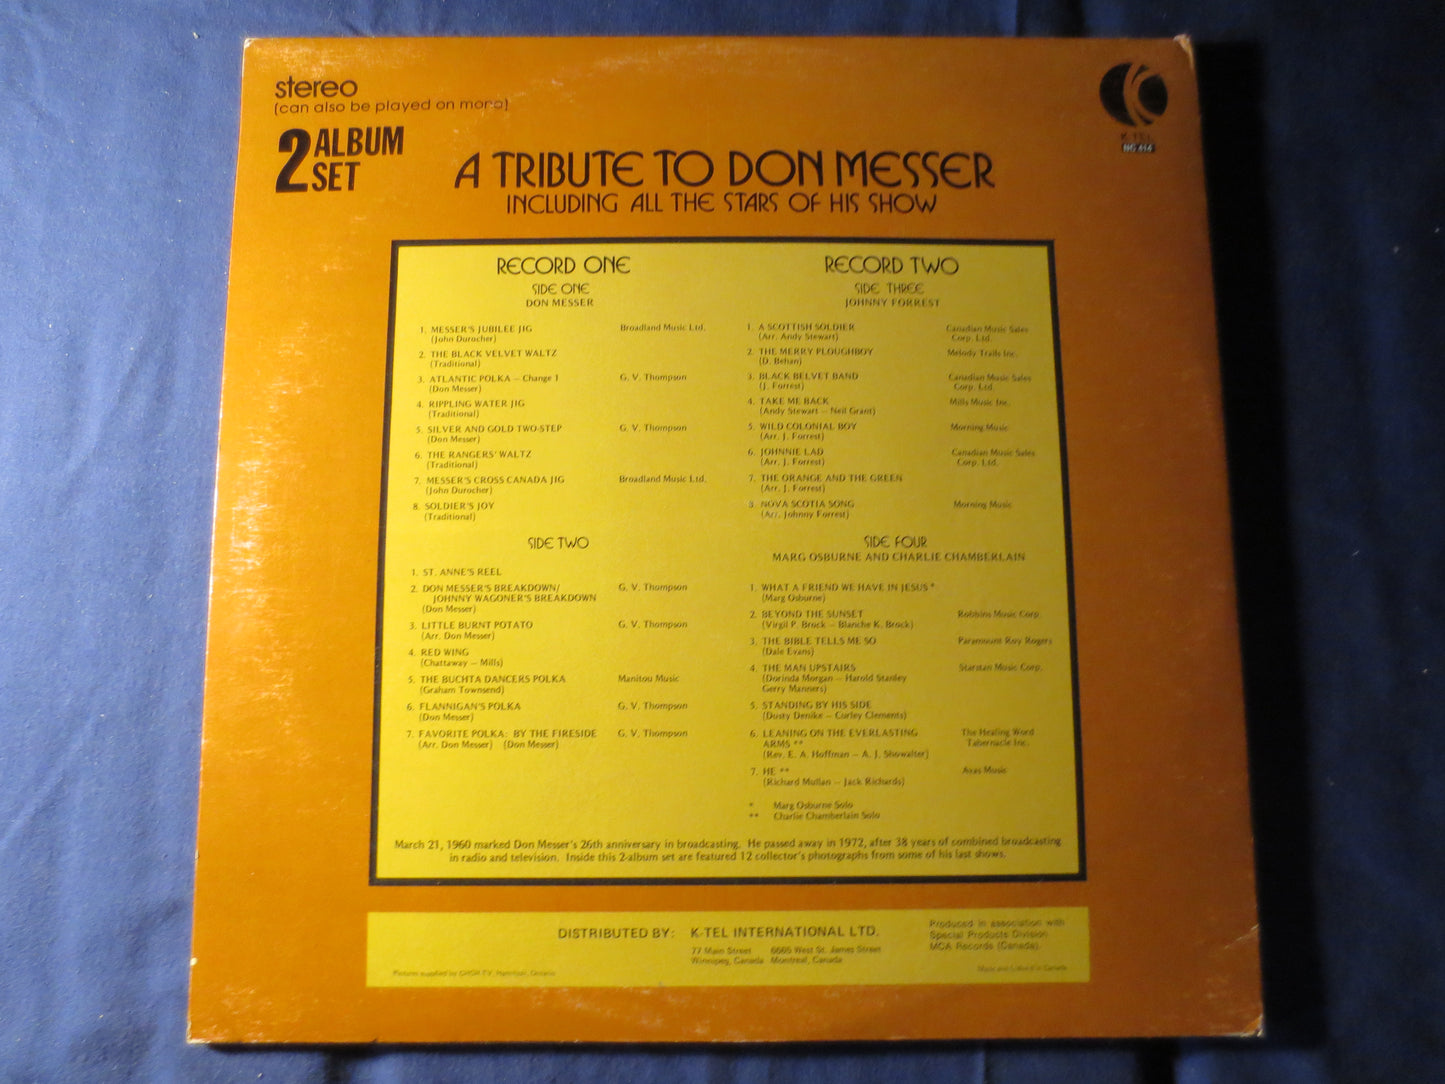 stereo
(can also be played on mono)
2 ALBUM
SET
K-TEL
NC 414
A TRIBUTE TO DON MESSER
INCLUDING ALL THE STARS OF HIS SHOW
RECORD ONE
SIDE ONE
DON MESSER
1. MESSER'S JUBILEE JIG Broadland Music Ltd.
(John Durocher)
2. THE BLACK VELVET WALTZ
(Traditional)
3. ATLANTIC POLKA — Change 1 G. V. Thompson
(Don Messer)
4. RIPPLING WATER JIG
(Traditional)
5. SILVER AND GOLD TWO-STEP G. V. Thompson
(Don Messer)
6. THE RANGERS' WALTZ
(Traditional)
7. MESSER'S CROSS CANADA JIG Broadland Music Ltd.
(John Durocher)
8. SOLDIER'S JOY
(Traditional)
SIDE TWO
1. ST. ANNE'S REEL
2. DON MESSER'S BREAKDOWN/ G. V. Thompson
JOHNNY WAGONER'S BREAKDOWN
(Don Messer)
3. LITTLE BURNT POTATO G. V. Thompson
(Arr. Don Messer)
4. RED WING
(Chattaway — Mills)
5. THE BUCHTA DANCERS POLKA Manitou Music
(Graham Townsend)
6. FLANNIGAN'S POLKA G. V. Thompson
(Don Messer)
7. FAVORITE POLKA: BY THE FIRESIDE G. V. Thompson
(Arr. Don Messer) (Don Messer)
RECORD TWO
SIDE THREE
JOHNNY FORREST
1. A SCOTTISH SOLDIER Canadian Music Sales
(Arr. Andy Stewart) Corp. Ltd.
2. THE MERRY PLOUGHBOY Melody Trails Inc.
(D. Behan)
3. BLACK BELVET BAND Canadian Music Sales
(J. Forrest) Corp. Ltd.
4. TAKE ME BACK Mills Music Inc.
(Andy Stewart — Neil Grant)
5. WILD COLONIAL BOY Morning Music
(Arr. J. Forrest)
6. JOHNNIE LAD Canadian Music Sales
(Arr. J. Forrest) Corp. Ltd.
7. THE ORANGE AND THE GREEN
(Arr. J. Forrest)
8. NOVA SCOTIA SONG Morning Music
(Arr. Johnny Forrest)
SIDE FOUR
MARG OSBURNE AND CHARLIE CHAMBERLAIN
1. WHAT A FRIEND WE HAVE IN JESUS *
(Marg Osburne)
2. BEYOND THE SUNSET Robbins Music Corp.
(Virgil P. Brock — Blanche K. Brock)
3. THE BIBLE TELLS ME SO Paramount Roy Rogers
(Dale Evans)
4. THE MAN UPSTAIRS Starstan Music Corp.
(Dorinda Morgan — Harold Stanley
Gerry Manners)
5. STANDING BY HIS SIDE
(Dusty Denike — Curley Clements)
6. LEANING ON THE EVERLASTING The Healing Word
ARMS ** Tabernacle Inc.
(Rev. E. A. Hoffman — A. J. Showalter)
7. HE ** Avas Music
(Richard Mullan — Jack Richards)
* Marg Osburne Solo
** Charlie Chamberlain Solo
March 21, 1960 marked Don Messer's 26th anniversary in broadcasting. He passed away in 1972, after 38 years of combined broadcasting
in radio and television. Inside this 2-album set are featured 12 collector's photographs from some of his last shows.
DISTRIBUTED BY: K-TEL INTERNATIONAL LTD.
77 Main Street 6665 West St. James Street
Winnipeg, Canada Montreal, Canada
Produced in association with
Special Products Division
MCA Records (Canada).
Pictures supplied by CHCH T.V. Hamilton, Ontario
in Canada